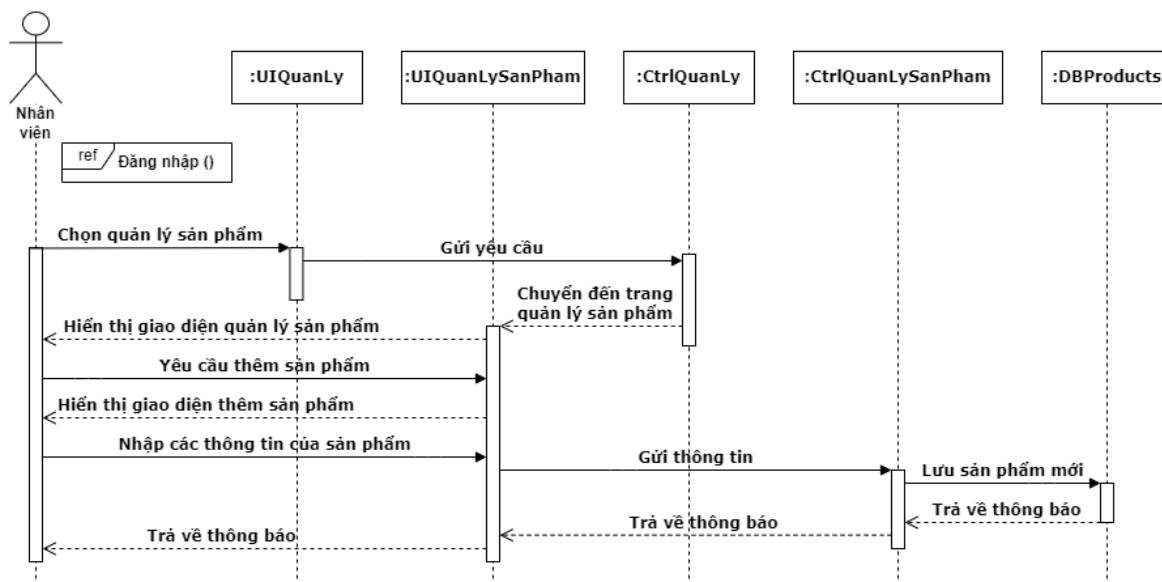 :UIQuanLy
:UIQuanLySanPham
:CtrlQuanLy
:CtrlQuanLySanPham
:DBProducts
Nhân
viên
ref
Đăng nhập ()
Chọn quản lý sản phẩm
Gửi yêu cầu
Chuyển đến trang
quản lý sản phẩm
Hiển thị giao diện quản lý sản phẩm
Yêu cầu thêm sản phẩm
Hiển thị giao diện thêm sản phẩm
Nhập các thông tin của sản phẩm
Gửi thông tin
Lưu sản phẩm mới
Trả về thông báo
Trả về thông báo
Trả về thông báo